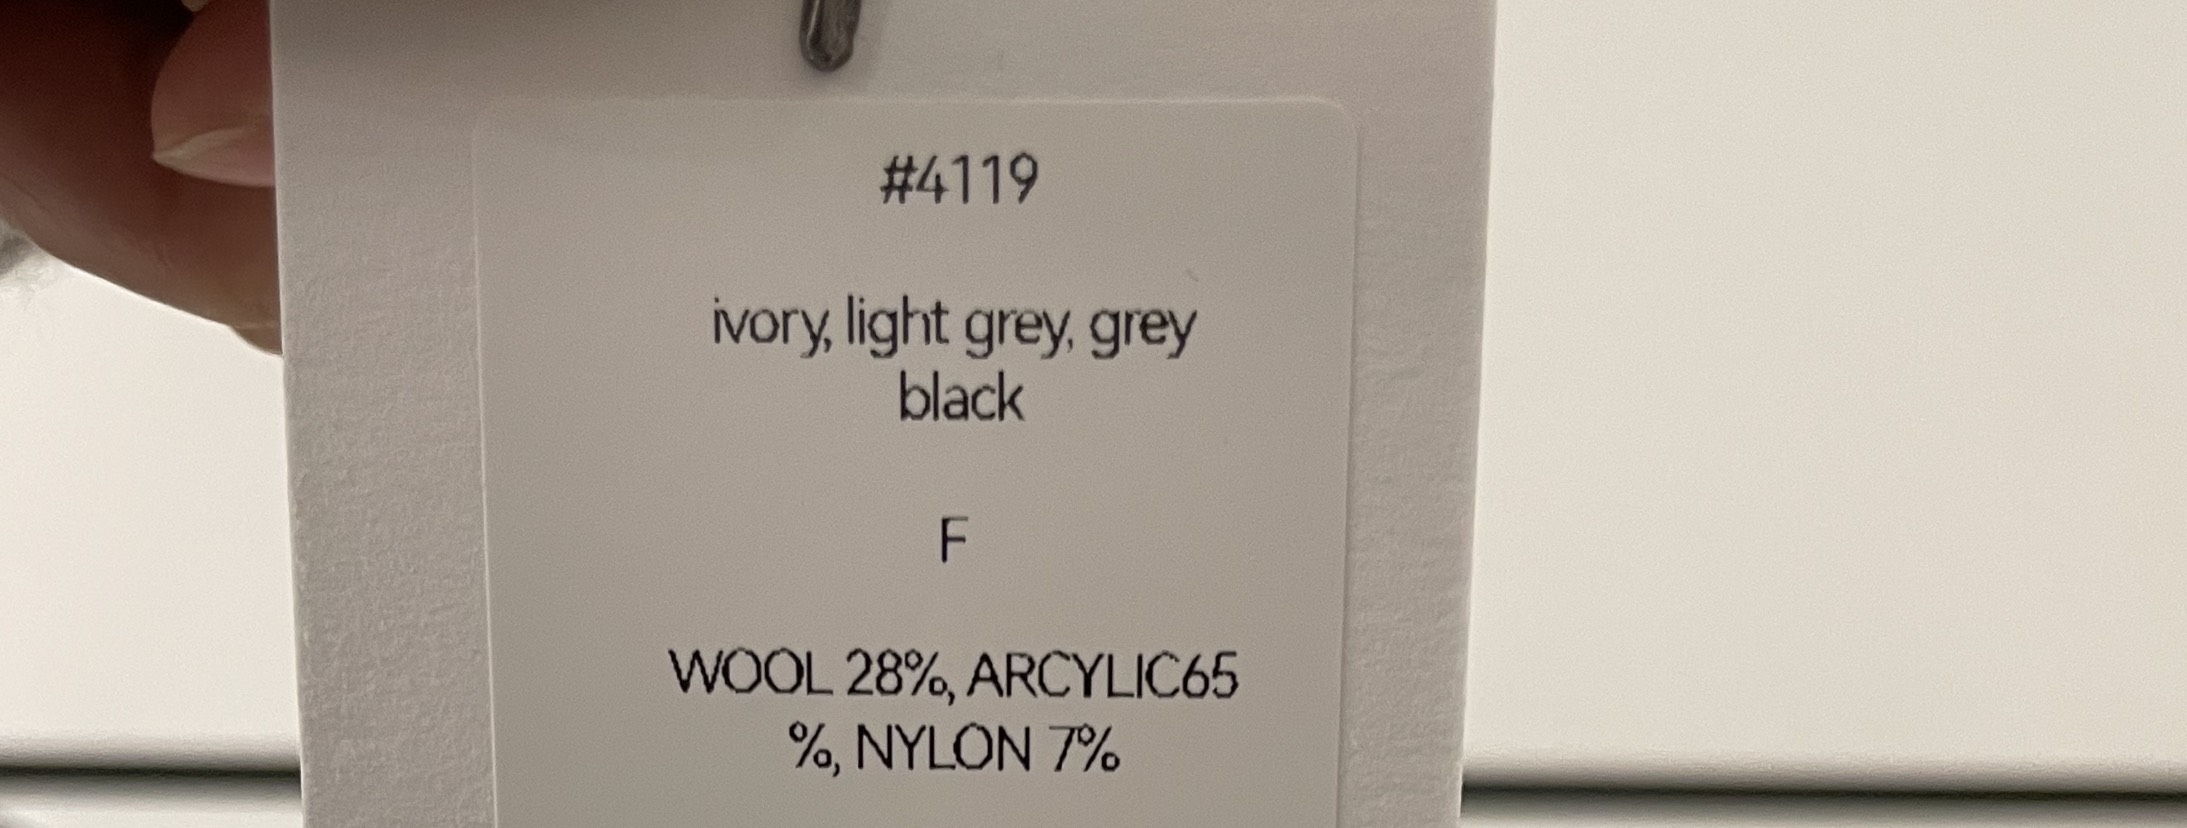 #4119
ivory, light grey, grey
black
F
WOOL 28%, ARCYLIC65
%, NYLON 7%